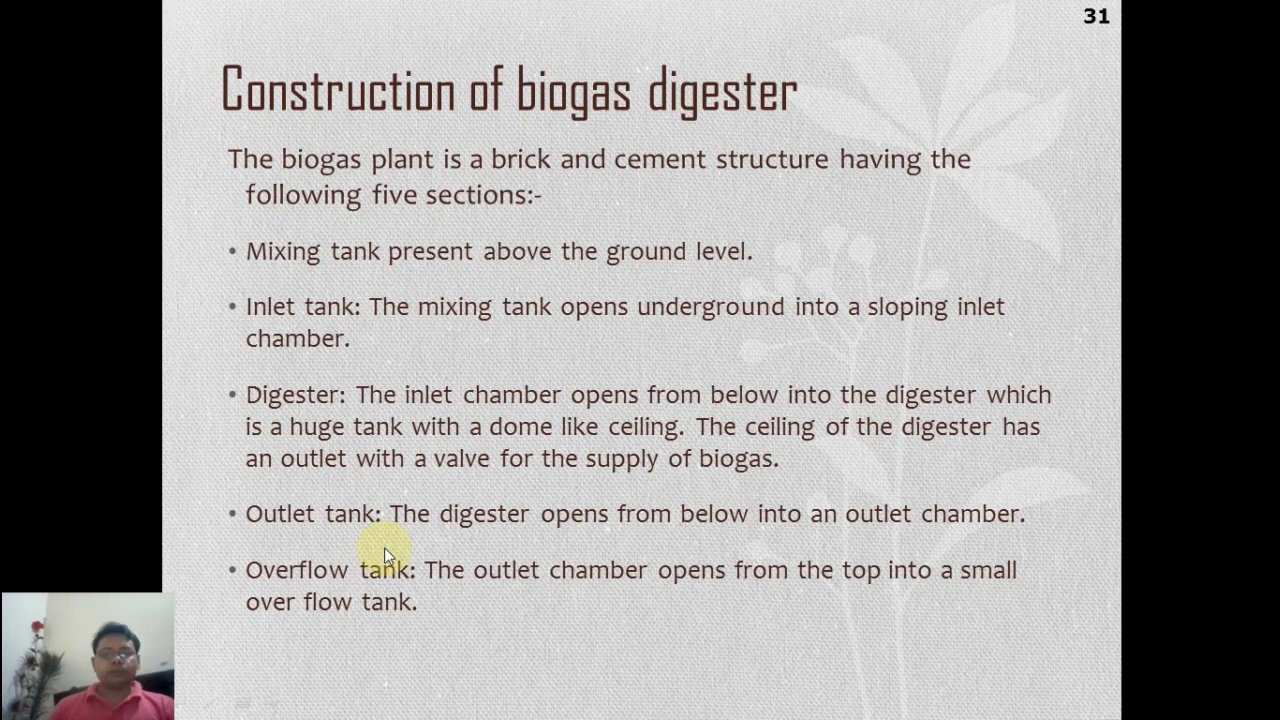 31
Construction of biogas digester
The biogas plant is a brick and cement structure having the
following five sections:-
• Mixing tank present above the ground level.
• Inlet tank: The mixing tank opens underground into a sloping inlet
chamber.
• Digester: The inlet chamber opens from below into the digester which
is a huge tank with a dome like ceiling. The ceiling of the digester has
an outlet with a valve for the supply of biogas.
• Outlet tank: The digester opens from below into an outlet chamber.
• Overflow tank: The outlet chamber opens from the top into a small
over flow tank.